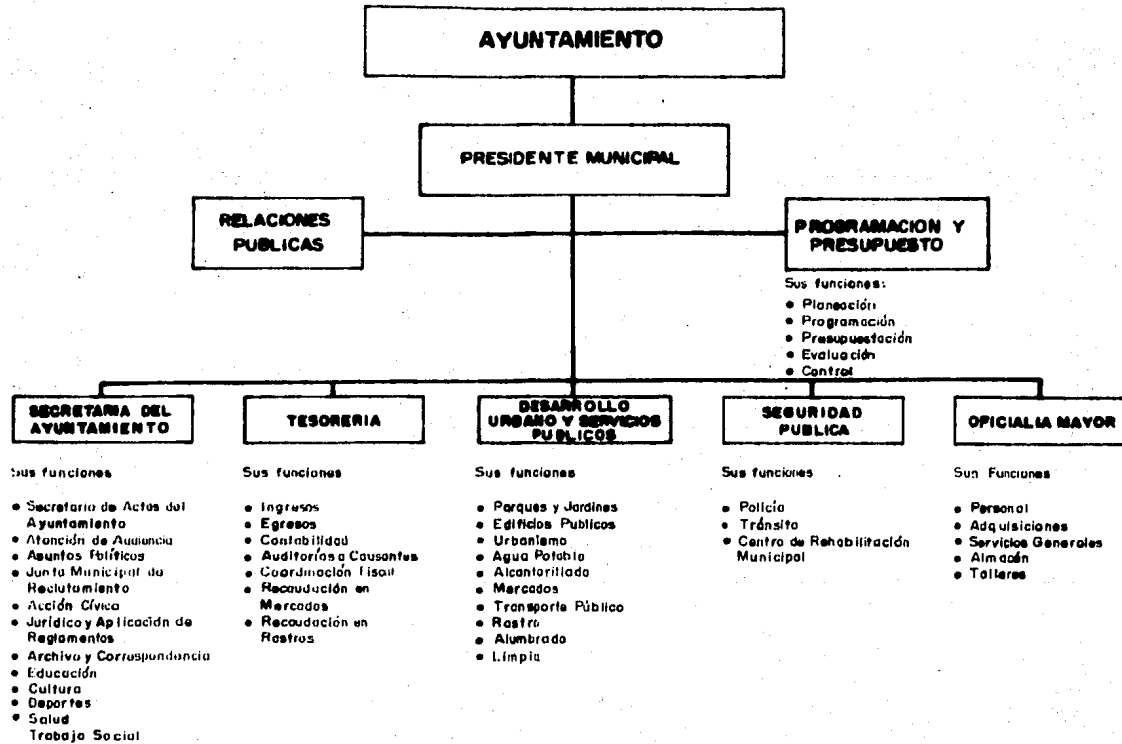 AYUNTAMIENTO
PRESIDENTE MUNICIPAL
RELACIONES
PUBLICAS
PROGRAMACION Y
PRESUPUESTO
Sus funciones:
• Planeación
• Programación
• Presupuestación
• Evaluación
• Control
SECRETARIA DEL
AYUNTAMIENTO
Sus funciones
• Secretario de Actas del
Ayuntamiento
• Atención de Audiencia
• Asuntos Políticos
• Junta Municipal de
Reclutamiento
• Acción Cívica
• Jurídico y Aplicación de
Reglamentos
• Archivo y Correspondencia
• Educación
• Cultura
• Deportes
• Salud
Trabajo Social
TESORERIA
Sus funciones
• Ingresos
• Egresos
• Contabilidad
• Auditorías a Causantes
• Coordinación Fiscal
• Recaudación en
Mercados
• Recaudación en
Rastros
DESARROLLO
URBANO Y SERVICIOS
PUBLICOS
Sus funciones
• Parques y Jardines
• Edificios Publicos
• Urbanismo
• Agua Potable
• Alcantarillado
• Mercados
• Transporte Público
• Rastro
• Alumbrado
• Limpia
SEGURIDAD
PUBLICA
Sus funciones
• Policía
• Tránsito
• Centro de Rehabilitación
Municipal
OFICIALIA MAYOR
Sus Funciones
• Personal
• Adquisiciones
• Servicios Generales
• Almacén
• Talleres